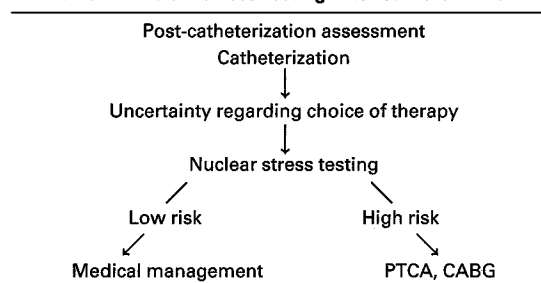 Post-catheterization assessment
Catheterization
Uncertainty regarding choice of therapy
Nuclear stress testing
Low risk
High risk
Medical management
PTCA, CABG